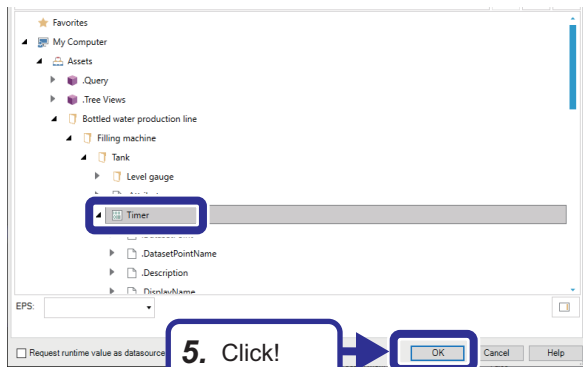 Favorites
My Computer
Assets
.Query
.Tree Views
Bottled water production line
Filling machine
Tank
Level gauge
Timer
.DatasetPointName
.Description
.DisplayName
EPS:
Request runtime value as datasource
5. Click!
OK
Cancel
Help